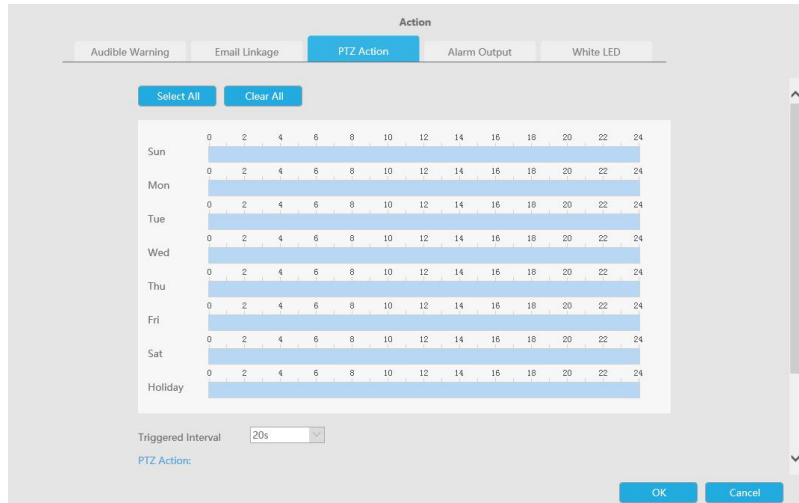 Action
Audible Warning Email Linkage PTZ Action Alarm Output White LED
Select All Clear All
0 2 4 6 8 10 12 14 16 18 20 22 24
Sun
0 2 4 6 8 10 12 14 16 18 20 22 24
Mon
0 2 4 6 8 10 12 14 16 18 20 22 24
Tue
0 2 4 6 8 10 12 14 16 18 20 22 24
Wed
0 2 4 6 8 10 12 14 16 18 20 22 24
Thu
0 2 4 6 8 10 12 14 16 18 20 22 24
Fri
0 2 4 6 8 10 12 14 16 18 20 22 24
Sat
0 2 4 6 8 10 12 14 16 18 20 22 24
Holiday
Triggered Interval 20s
PTZ Action:
OK Cancel